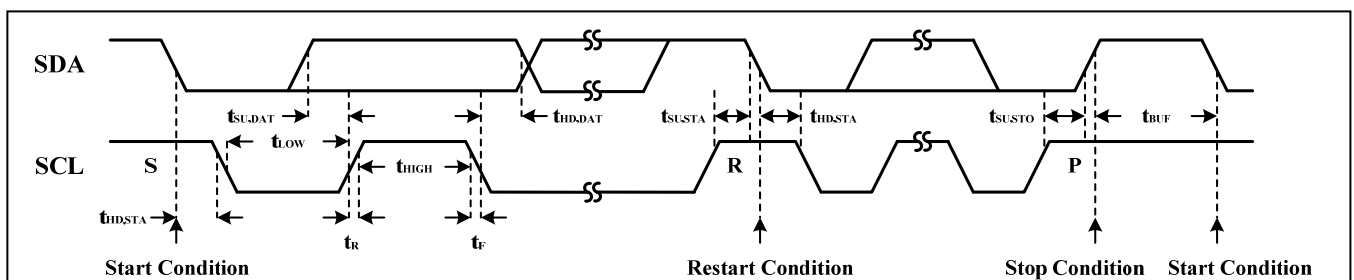 SDA
tSU,DAT
tHD,DAT
tSU,STA
tHD,STA
tSU,STO
tBUF
tLOW
SCL
S
tHIGH
R
P
tHD,STA
tR
tF
Start Condition
Restart Condition
Stop Condition
Start Condition